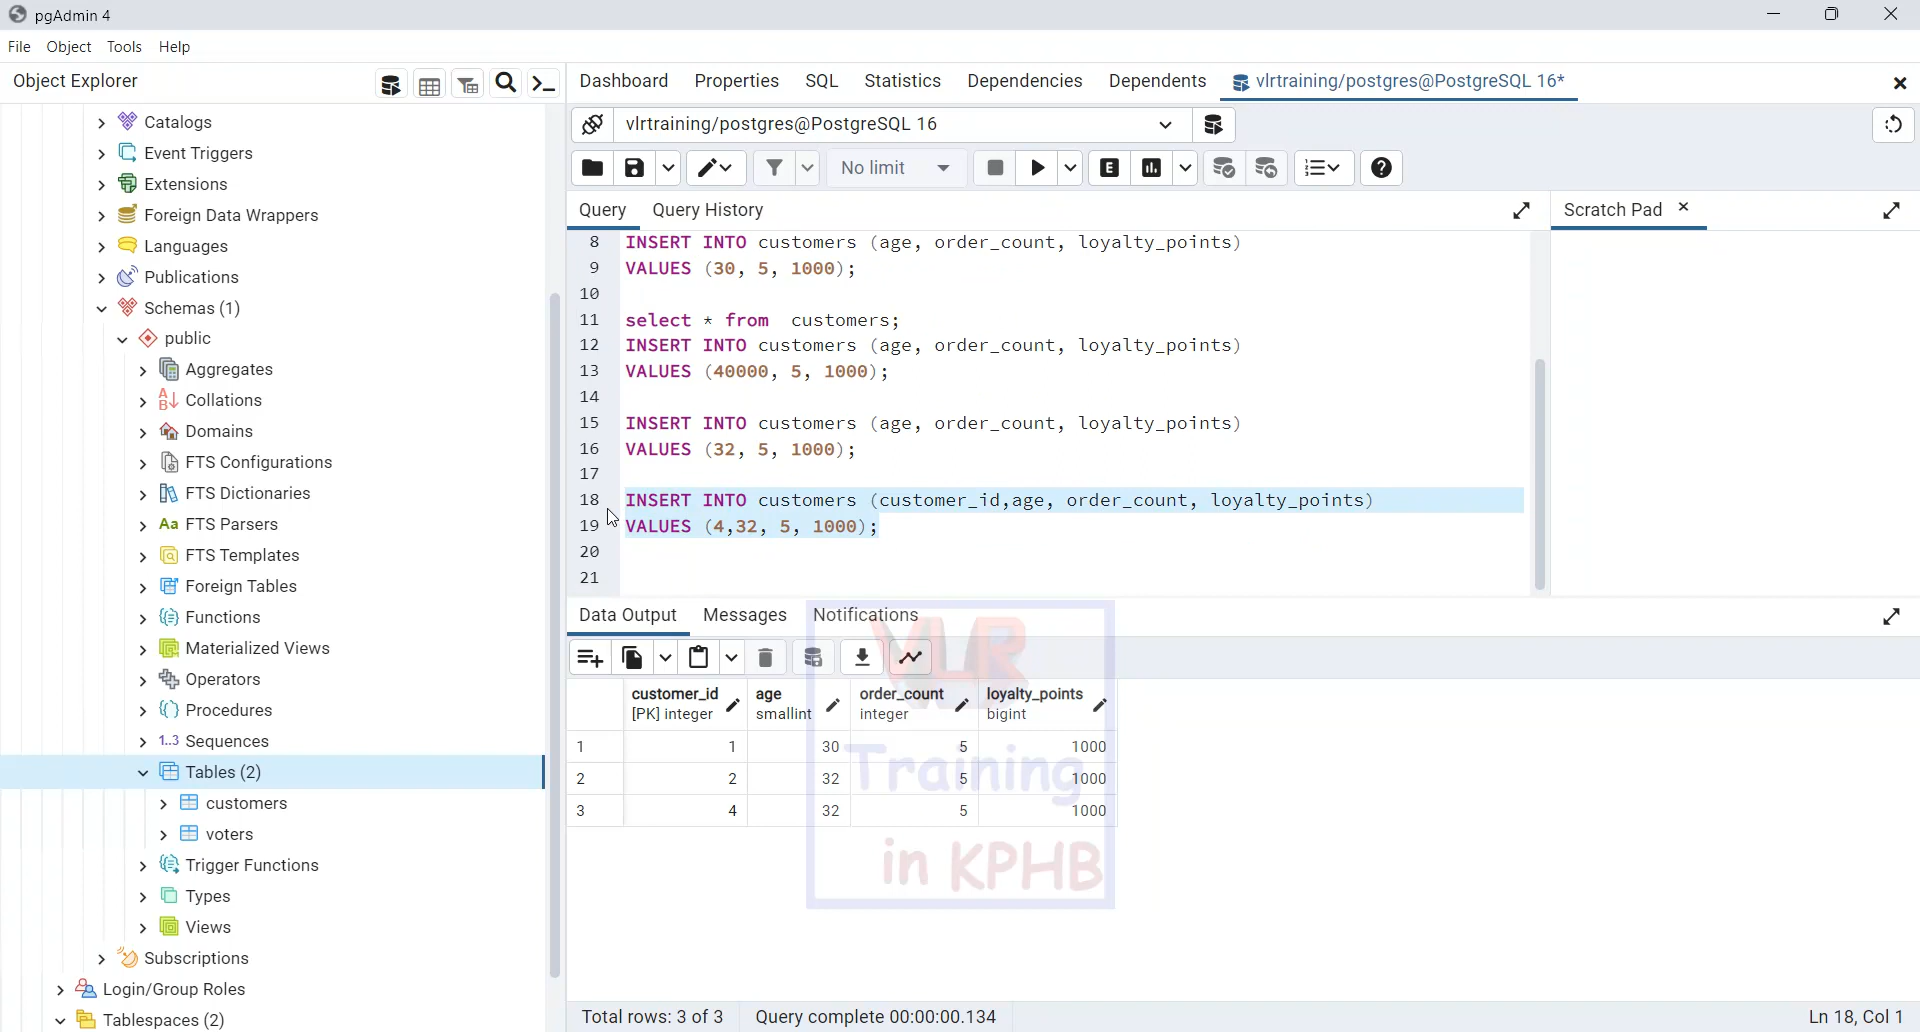 pgAdmin 4
File Object Tools Help
Object Explorer
Dashboard Properties SQL Statistics Dependencies Dependents vlrtraining/postgres@PostgreSQL 16*
Catalogs
Event Triggers
Extensions
Foreign Data Wrappers
Languages
Publications
Schemas (1)
public
Aggregates
Collations
Domains
FTS Configurations
FTS Dictionaries
Aa FTS Parsers
FTS Templates
Foreign Tables
Functions
Materialized Views
Operators
Procedures
1..3 Sequences
Tables (2)
customers
voters
Trigger Functions
Types
Views
Subscriptions
Login/Group Roles
Tablespaces (2)
vlrtraining/postgres@PostgreSQL 16
No limit
E
Query Query History
Scratch Pad
8 INSERT INTO customers (age, order_count, loyalty_points)
9 VALUES (30, 5, 1000);
10
11 select * from  customers;
12 INSERT INTO customers (age, order_count, loyalty_points)
13 VALUES (40000, 5, 1000);
14
15 INSERT INTO customers (age, order_count, loyalty_points)
16 VALUES (32, 5, 1000);
17
18 INSERT INTO customers (customer_id,age, order_count, loyalty_points)
19 VALUES (4,32, 5, 1000);
20
21
Data Output Messages Notifications
customer_id age order_count loyalty_points
[PK] integer smallint integer bigint
1 1 30 5 1000
2 2 32 5 1000
3 4 32 5 1000
VLR
Training
in KPHB
Total rows: 3 of 3 Query complete 00:00:00.134 Ln 18, Col 1